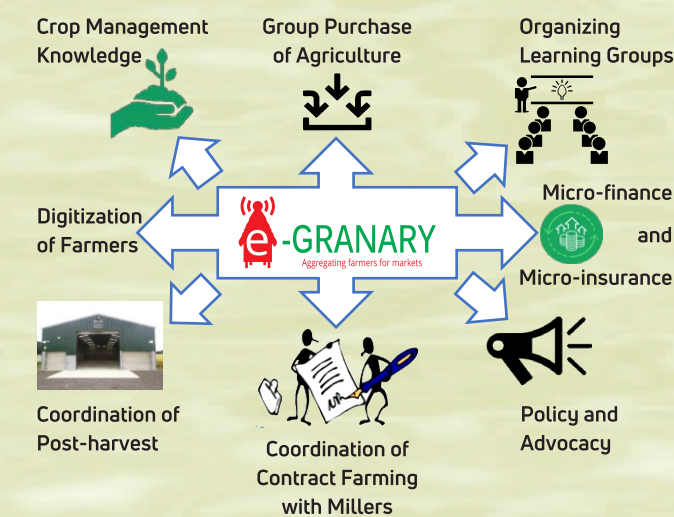 Crop Management
Knowledge
Group Purchase
of Agriculture
Organizing
Learning Groups
Digitization
of Farmers
e-GRANARY
Aggregating farmers for markets
Micro-finance
and
Micro-insurance
Coordination of
Post-harvest
Coordination of
Contract Farming
with Millers
Policy and
Advocacy